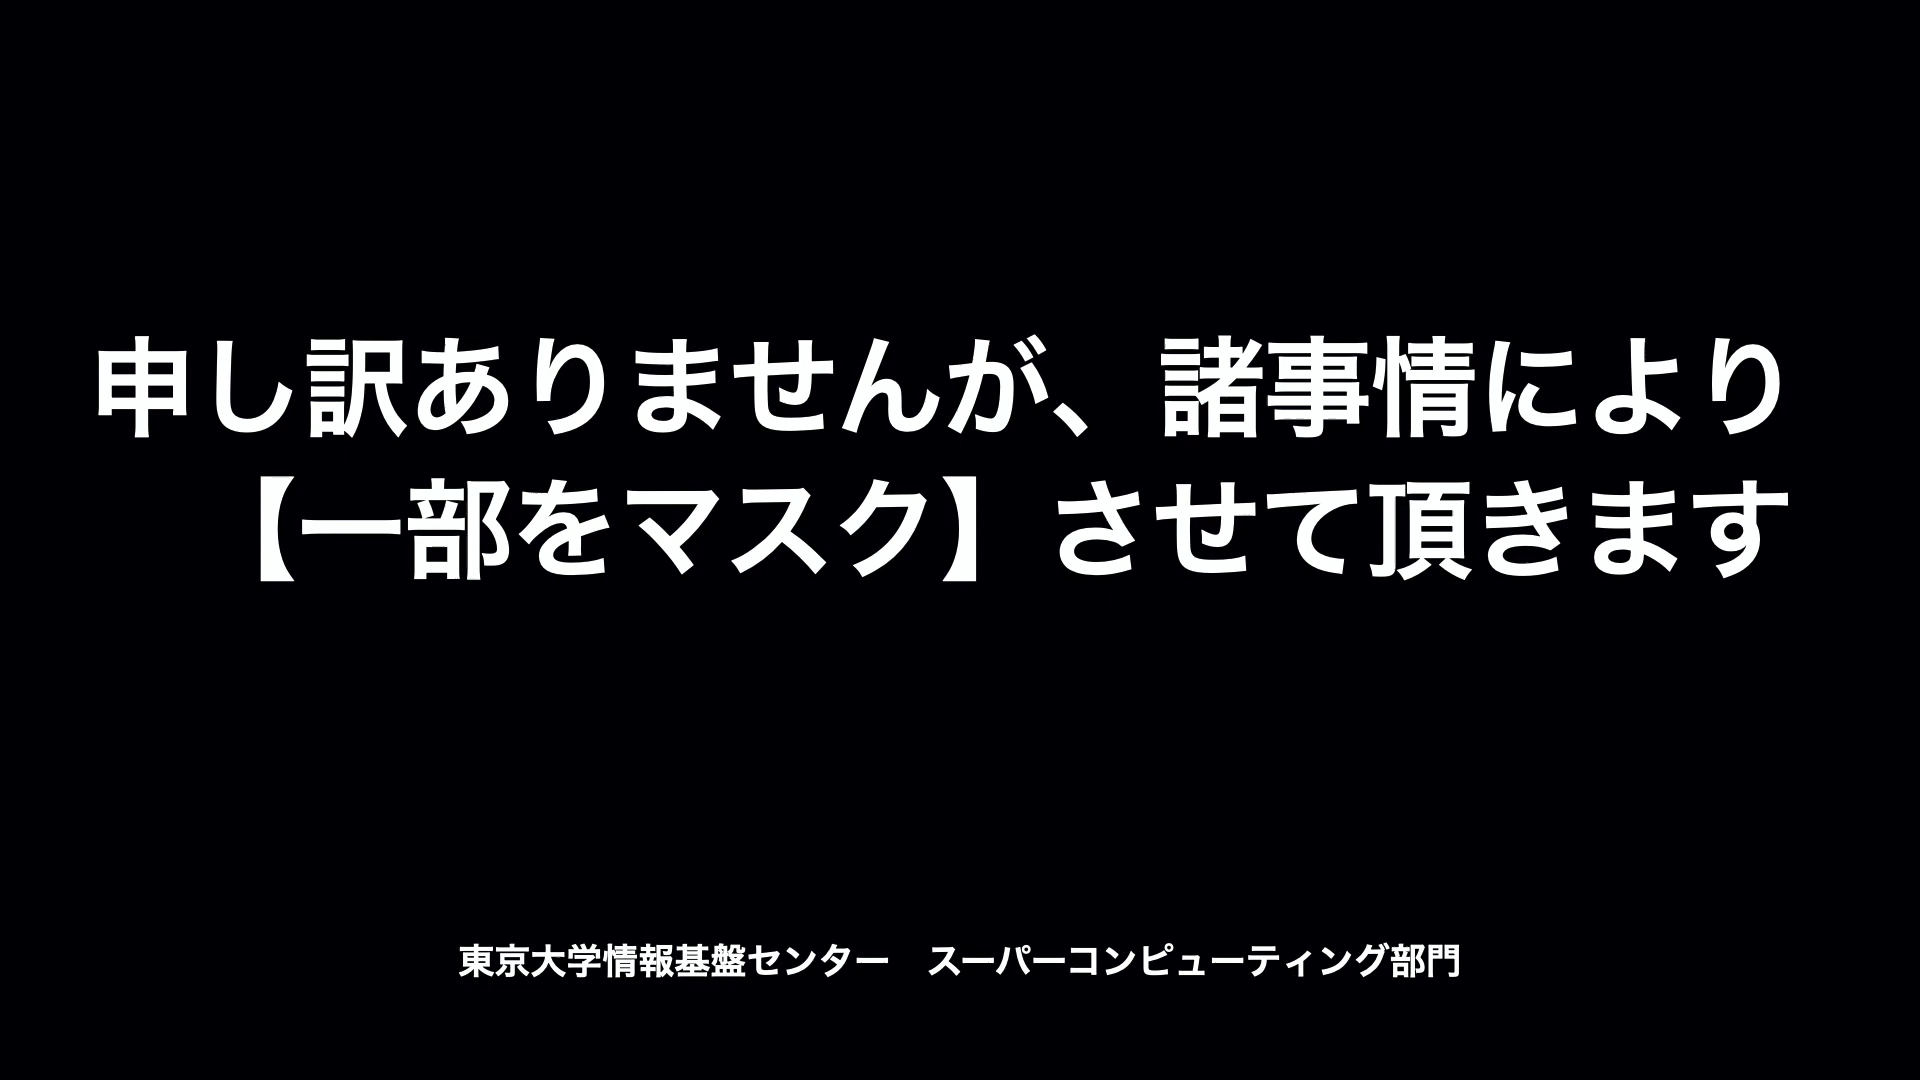 申し訳ありませんが、諸事情により
【一部をマスク】させて頂きます
東京大学情報基盤センター　スーパーコンピューティング部門